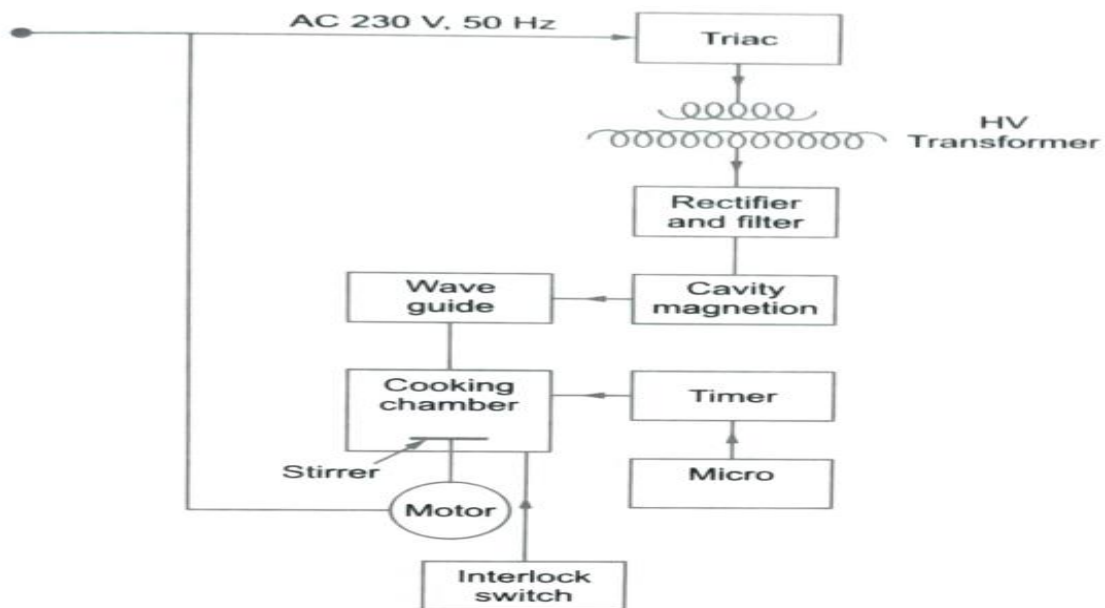 AC 230 V, 50 Hz
Triac
HV
Transformer
Rectifier
and filter
Wave
guide
Cavity
magnetion
Cooking
chamber
Timer
Stirrer
Micro
Motor
Interlock
switch